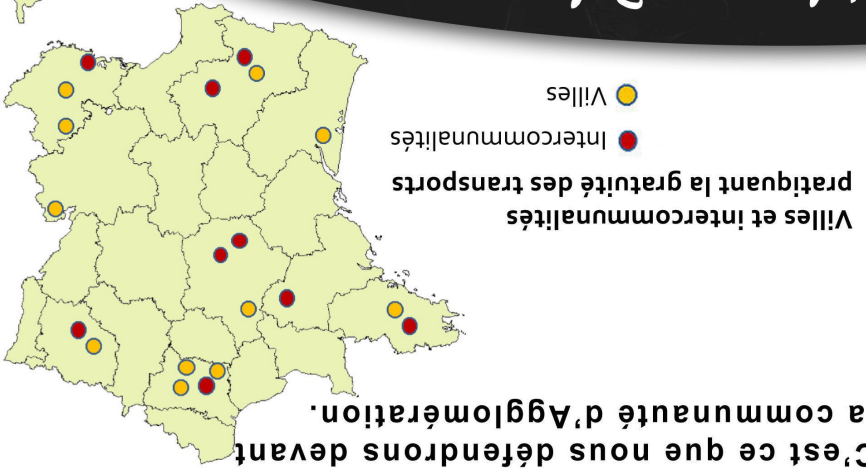 C'est ce que nous défendrons devant
a communauté d'Agglomération.
Villes et intercommunalités
pratiquant la gratuité des transports
Intercommunalités
Villes